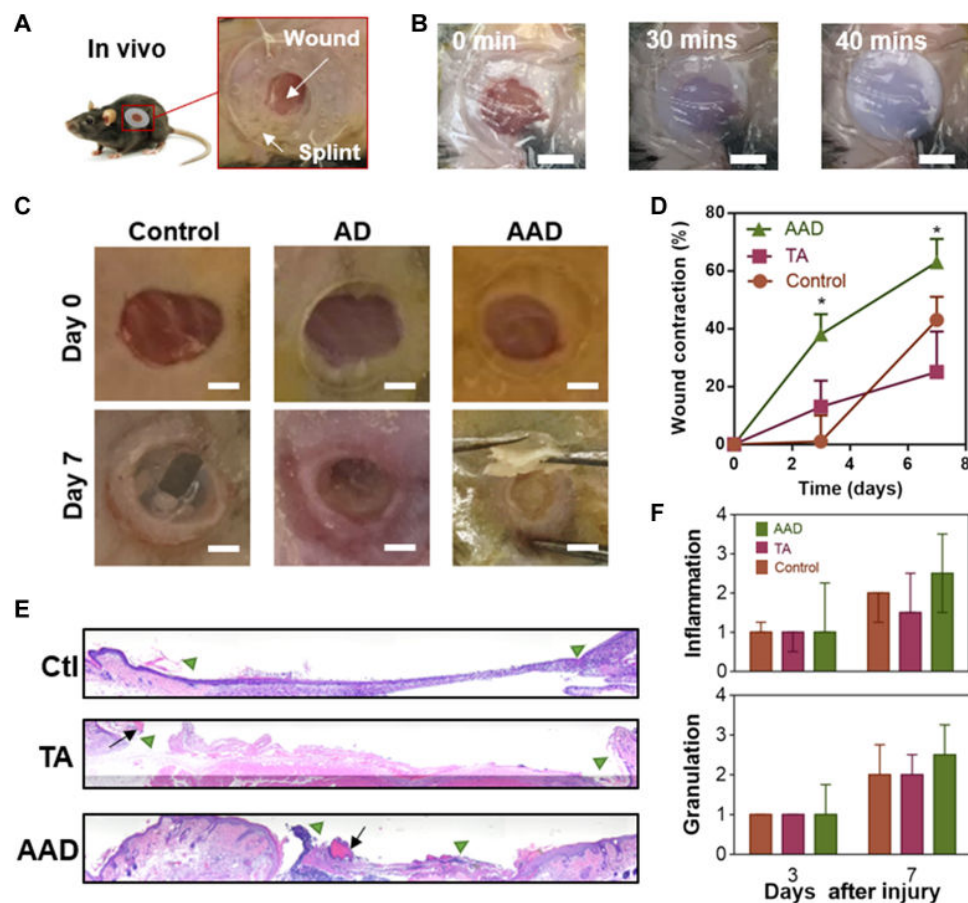 A
In vivo
Wound
Splint
B
0 min
30 mins
40 mins
C
Control
AD
AAD
Day 0
Day 7
D
80
60
40
20
0
0
2
4
6
8
Wound contraction (%)
Time (days)
AAD
TA
Control
*
*
E
Ctl
TA
AAD
F
4
3
2
1
0
Inflammation
AAD
TA
Control
4
3
2
1
0
Granulation
3
7
Days after injury